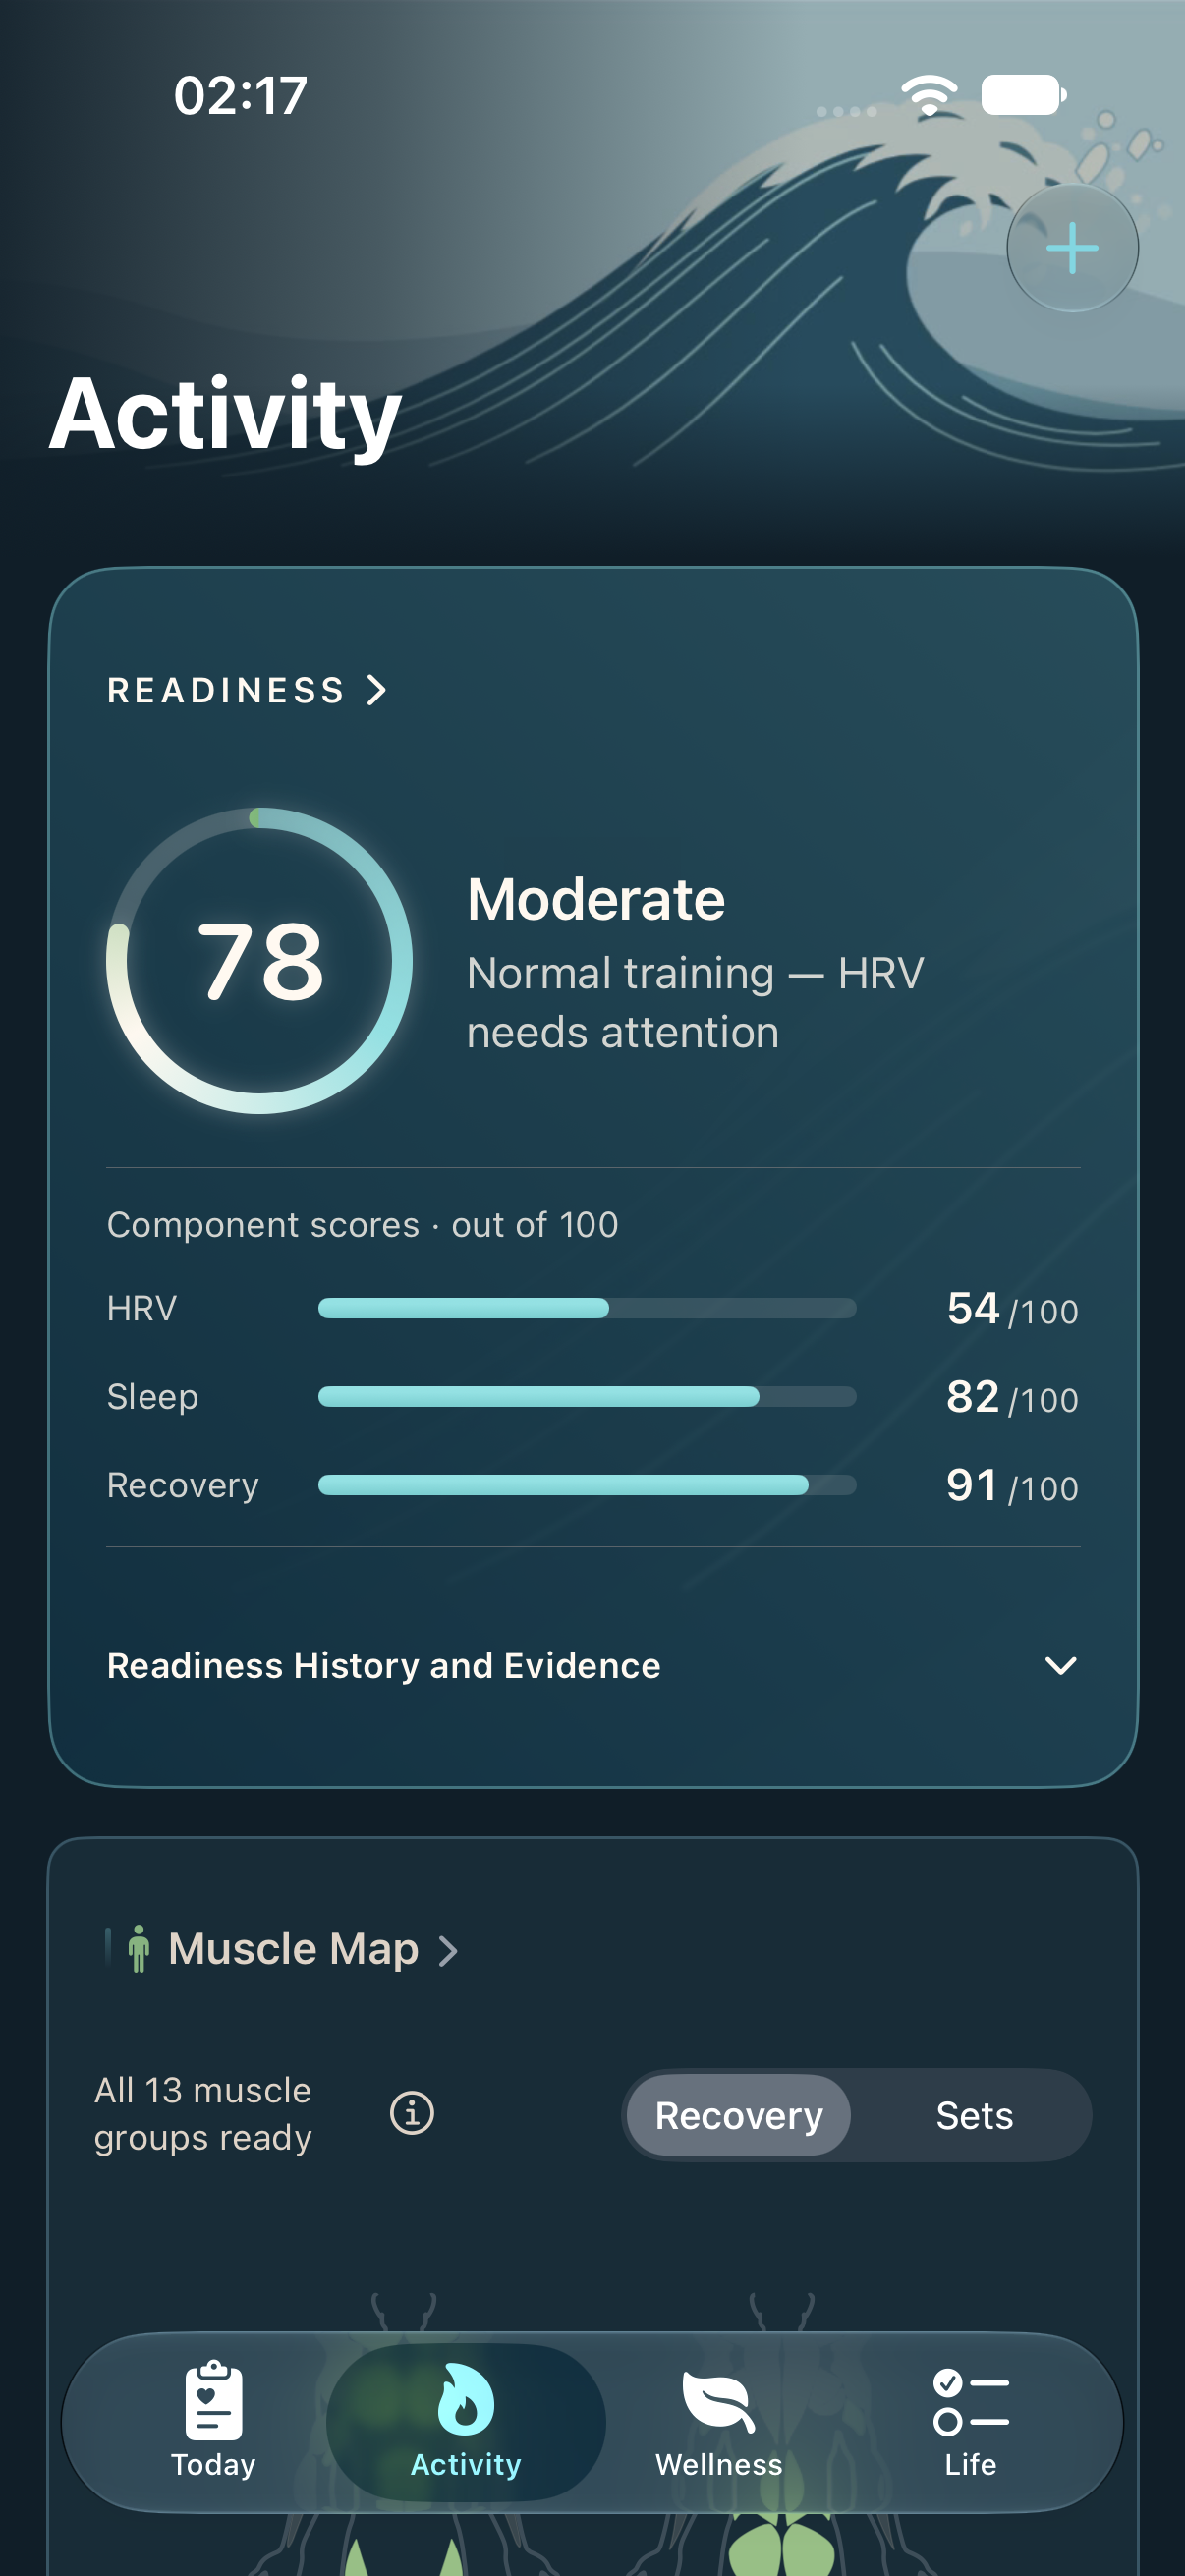 02:17
Activity
READINESS
78
Moderate
Normal training — HRV
needs attention
Component scores · out of 100
HRV 54 /100
Sleep 82 /100
Recovery 91 /100
Readiness History and Evidence
Muscle Map
All 13 muscle
groups ready
Recovery Sets
Today Activity Wellness Life